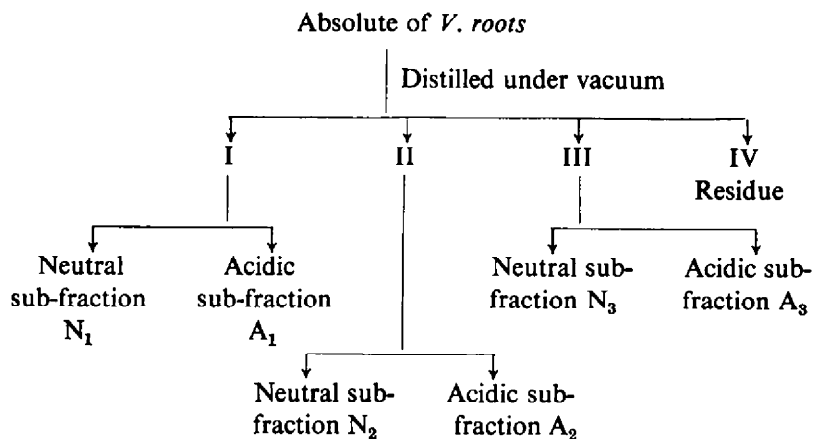 Absolute of V. roots
Distilled under vacuum
I II III IV
Residue
Neutral
sub-fraction
N₁
Acidic
sub-fraction
A₁
Neutral sub-
fraction N₃
Acidic sub-
fraction A₃
Neutral sub-
fraction N₂
Acidic sub-
fraction A₂